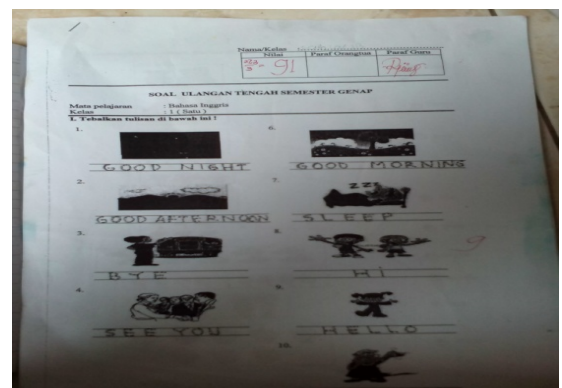 Nama/Kelas
Nilai Paraf Orangtua Paraf Guru
91
SOAL ULANGAN TENGAH SEMESTER GENAP
Mata pelajaran : Bahasa Inggris
Kelas : 1 ( Satu )
I. Tebalkan tulisan di bawah ini !
1. 6.
GOOD NIGHT GOOD MORNING
2. 7.
GOOD AFTERNOON SLEEP
3. 8.
BYE HI
9
4. 9.
SEE YOU HELLO
10.